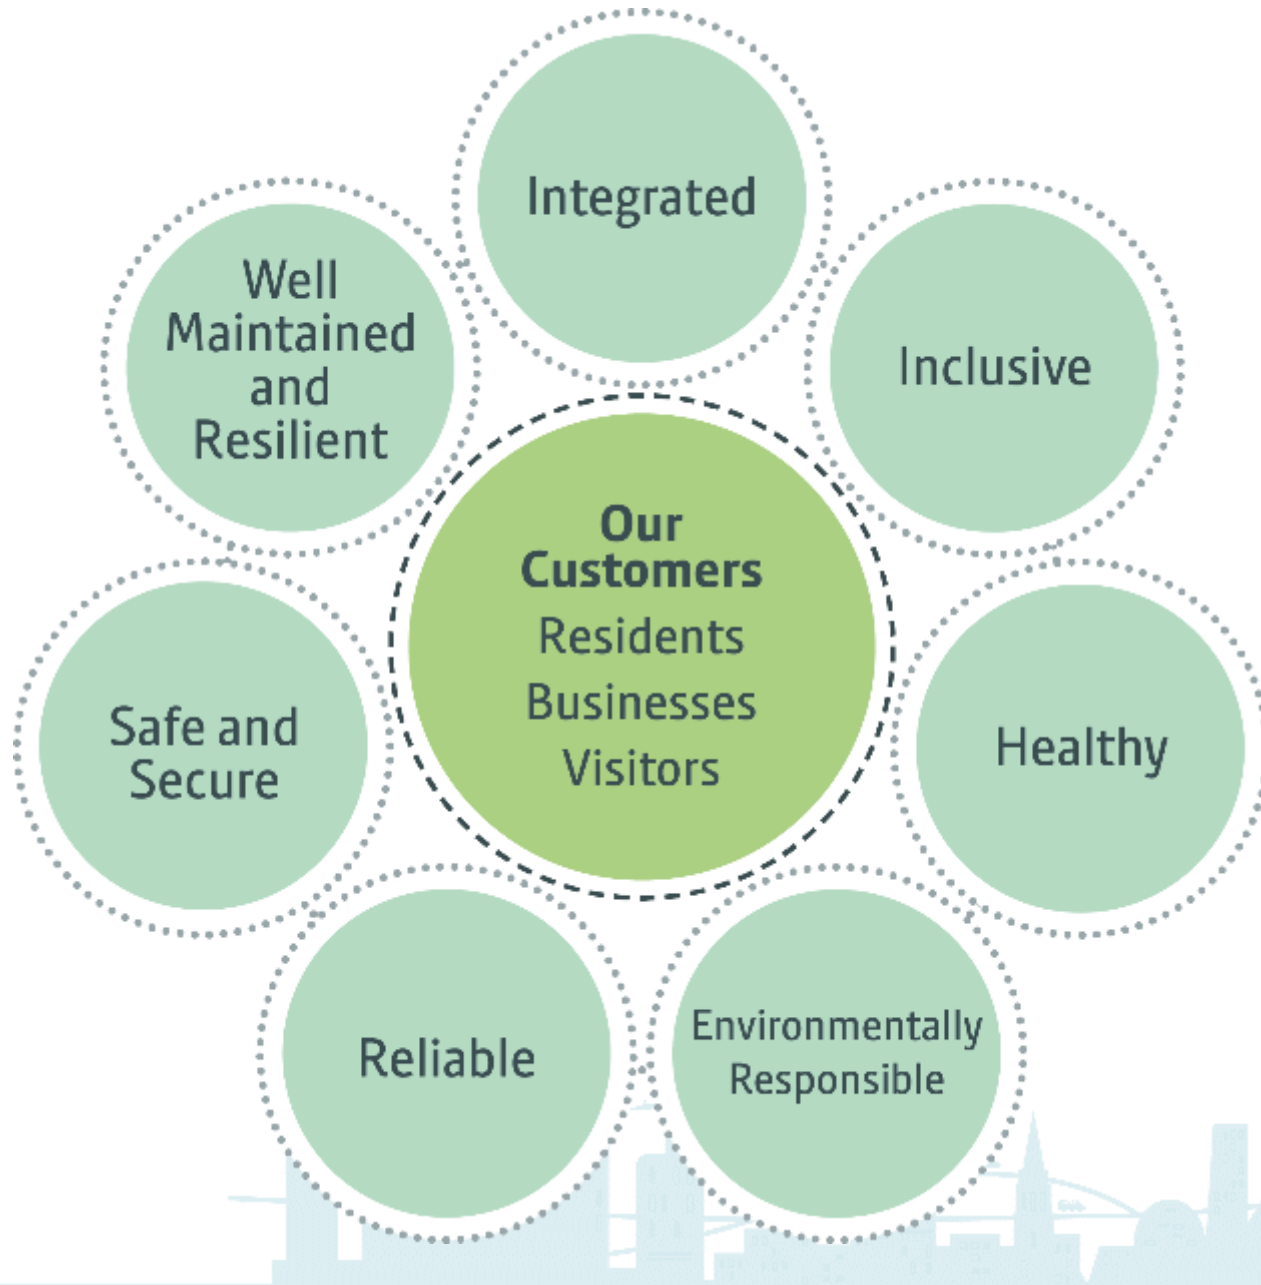 Integrated
Well
Maintained
and
Resilient
Inclusive
Our
Customers
Residents
Businesses
Visitors
Safe and
Secure
Healthy
Reliable
Environmentally
Responsible